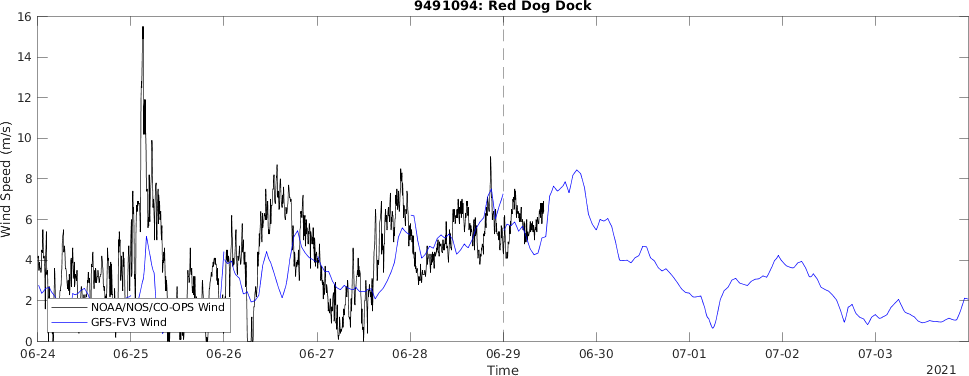 9491094: Red Dog Dock
16
14
12
10
8
6
4
2
0
Wind Speed (m/s)
NOAA/NOS/CO-OPS Wind
GFS-FV3 Wind
06-24 06-25 06-26 06-27 06-28 06-29 06-30 07-01 07-02 07-03
Time
2021